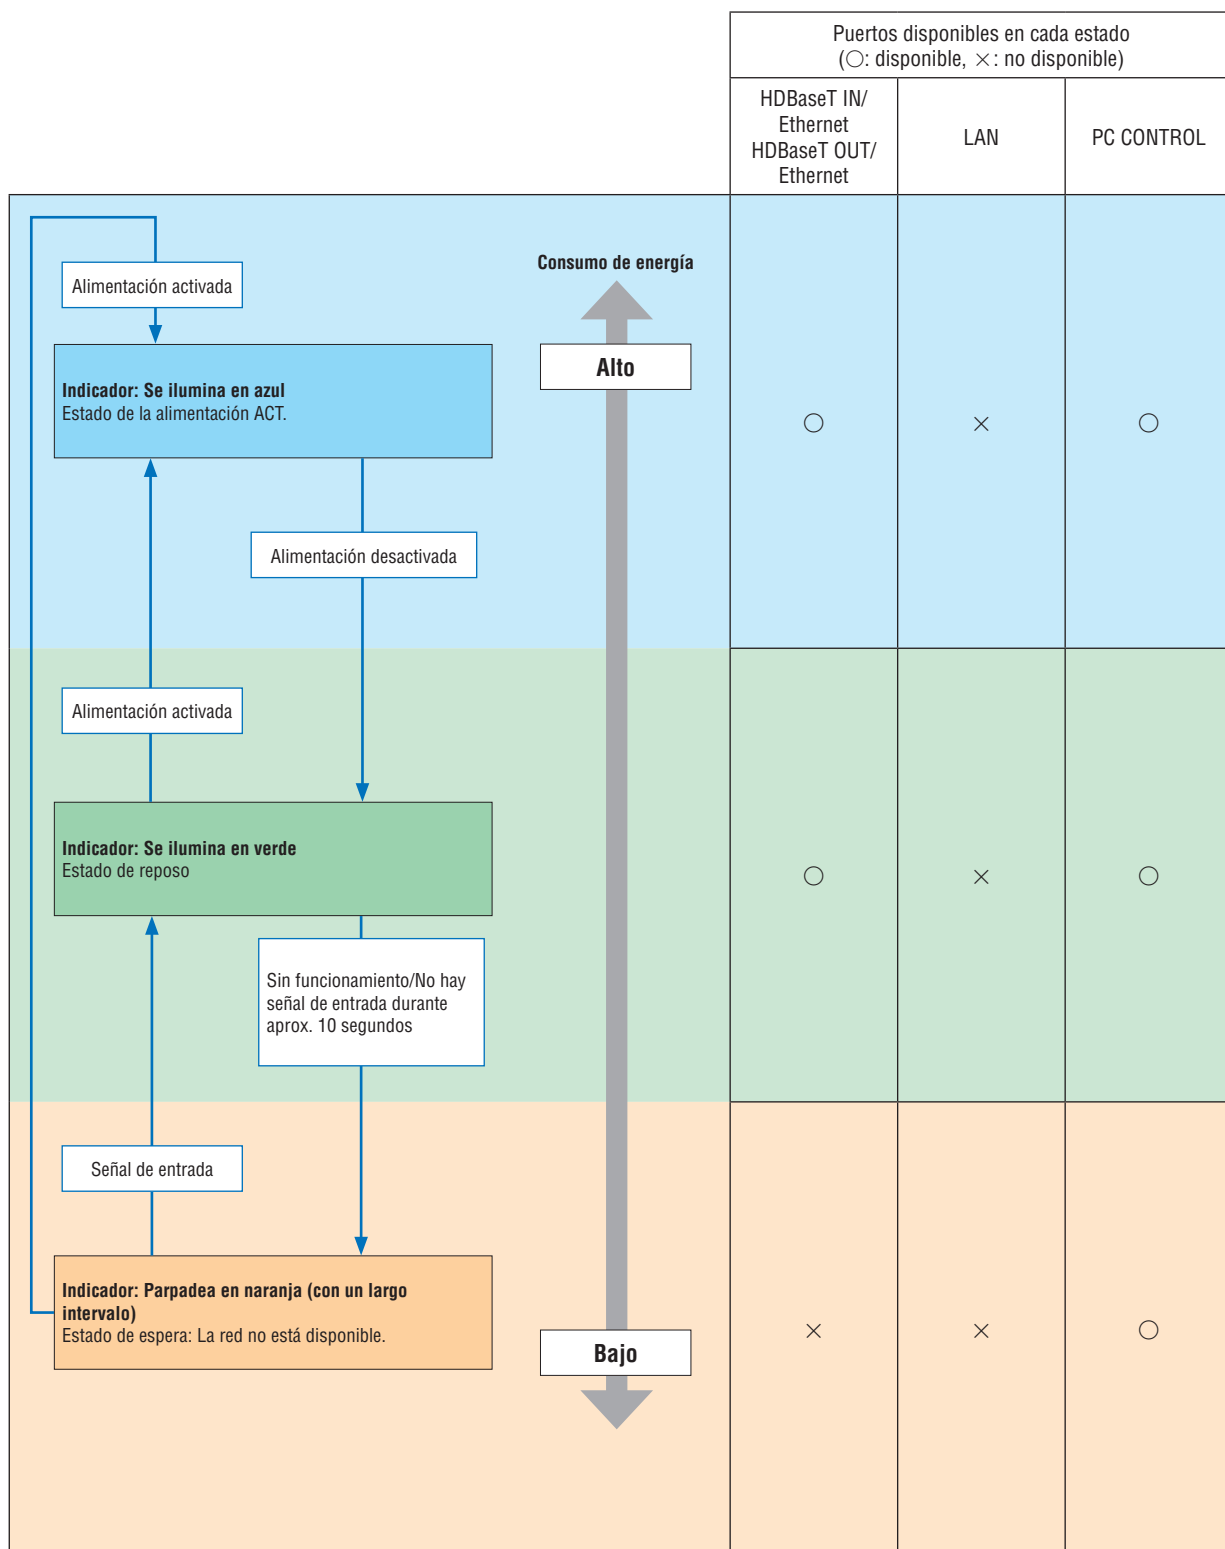 Puertos disponibles en cada estado
(○: disponible, ×: no disponible)
HDBaseT IN/
Ethernet
HDBaseT OUT/
Ethernet
LAN
PC CONTROL
Alimentación activada
Consumo de energía
Alto
Indicador: Se ilumina en azul
Estado de la alimentación ACT.
○
×
○
Alimentación desactivada
Alimentación activada
Indicador: Se ilumina en verde
Estado de reposo
○
×
○
Sin funcionamiento/No hay
señal de entrada durante
aprox. 10 segundos
Señal de entrada
Indicador: Parpadea en naranja (con un largo
intervalo)
Estado de espera: La red no está disponible.
Bajo
×
×
○